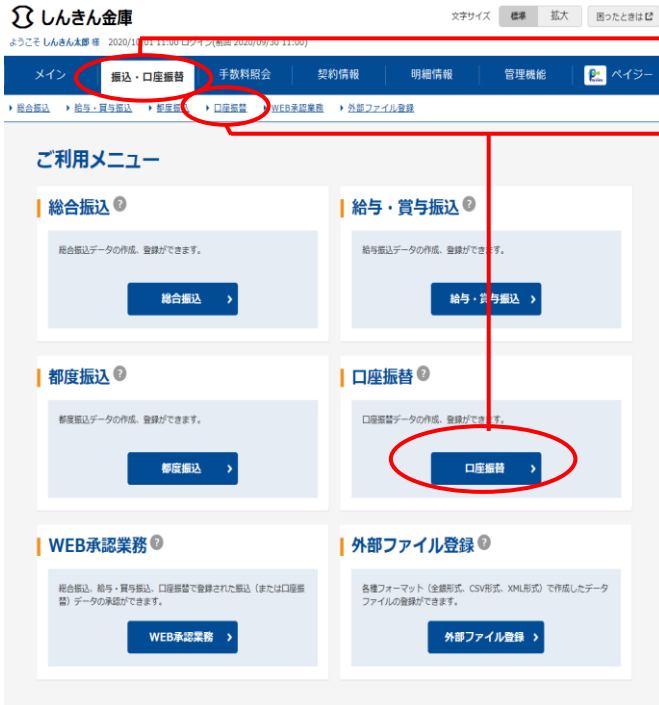 しんきん金庫
文字サイズ 標準 拡大 困ったときは
ようこそ しんきん太郎 様 2020/10/01 11:00 ログイン(前回 2020/09/30 11:00)
メイン 振込・口座振替 手数料照会 契約情報 明細情報 管理機能 ペイジー
総合振込 給与・賞与振込 都度振込 口座振替 WEB承認業務 外部ファイル登録
ご利用メニュー
総合振込 ?
総合振込データの作成、登録ができます。
総合振込
給与・賞与振込 ?
給与振込データの作成、登録ができます。
給与・賞与振込
都度振込 ?
都度振込データの作成、登録ができます。
都度振込
口座振替 ?
口座振替データの作成、登録ができます。
口座振替
WEB承認業務 ?
総合振込、給与・賞与振込、口座振替で登録された振込（または口座振
替）データの承認ができます。
WEB承認業務
外部ファイル登録 ?
各種フォーマット（全銀形式、CSV形式、XML形式）で作成したデータ
ファイルの登録ができます。
外部ファイル登録